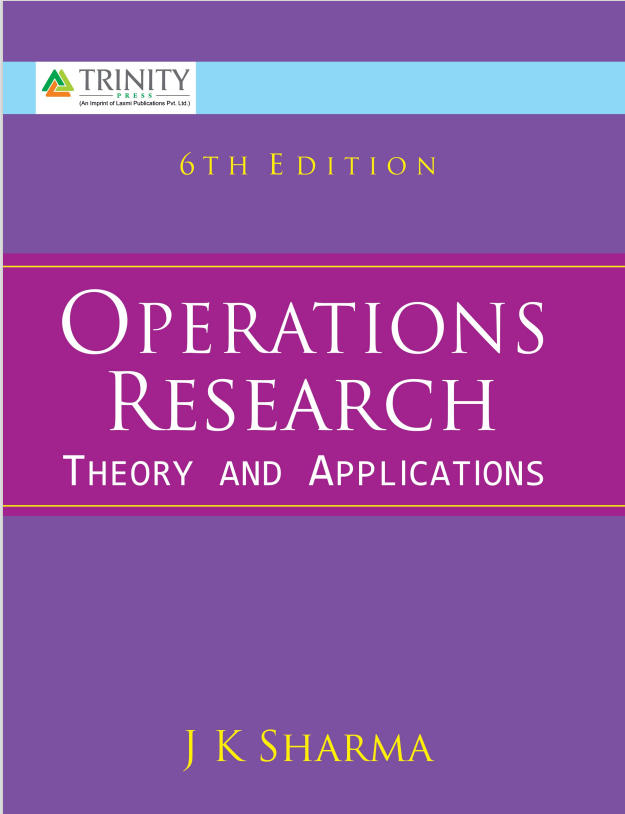 TRINITY
PRESS
(An Imprint of Laxmi Publications Pvt. Ltd.)
6TH EDITION
OPERATIONS
RESEARCH
THEORY AND APPLICATIONS
J K SHARMA